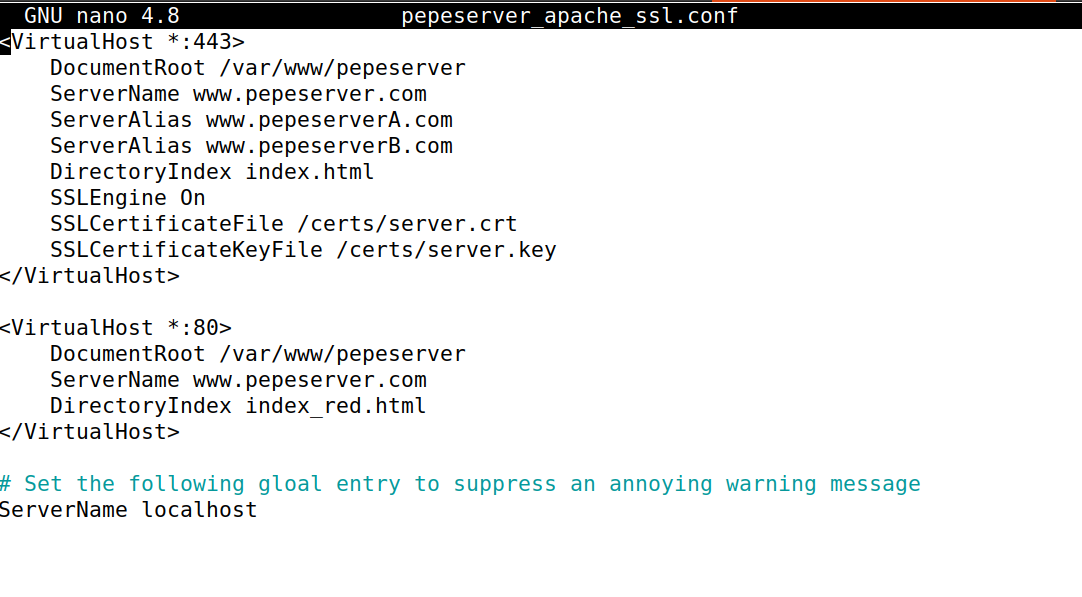 GNU nano 4.8 pepeserver_apache_ssl.conf
<VirtualHost *:443>
    DocumentRoot /var/www/pepeserver
    ServerName www.pepeserver.com
    ServerAlias www.pepeserverA.com
    ServerAlias www.pepeserverB.com
    DirectoryIndex index.html
    SSLEngine On
    SSLCertificateFile /certs/server.crt
    SSLCertificateKeyFile /certs/server.key
</VirtualHost>

<VirtualHost *:80>
    DocumentRoot /var/www/pepeserver
    ServerName www.pepeserver.com
    DirectoryIndex index_red.html
</VirtualHost>

# Set the following gloal entry to suppress an annoying warning message
ServerName localhost